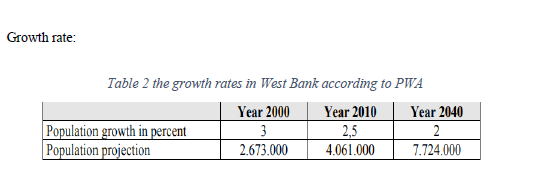 Growth rate:
Table 2 the growth rates in West Bank according to PWA
Year 2000 Year 2010 Year 2040
Population growth in percent 3 2,5 2
Population projection 2.673.000 4.061.000 7.724.000